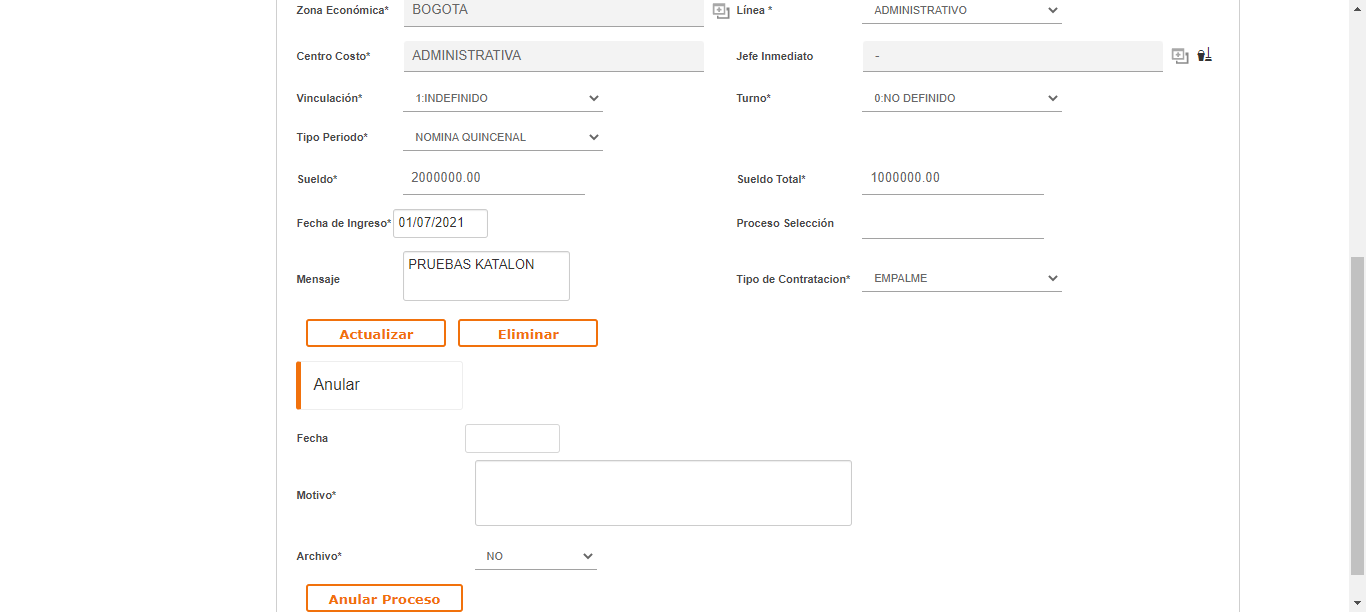 Zona Económica* BOGOTA Línea * ADMINISTRATIVO
Centro Costo* ADMINISTRATIVA Jefe Inmediato -
Vinculación* 1:INDEFINIDO Turno* 0:NO DEFINIDO
Tipo Periodo* NOMINA QUINCENAL
Sueldo* 2000000.00 Sueldo Total* 1000000.00
Fecha de Ingreso* 01/07/2021 Proceso Selección
Mensaje PRUEBAS KATALON Tipo de Contratacion* EMPALME
Actualizar Eliminar
Anular
Fecha
Motivo*
Archivo* NO
Anular Proceso